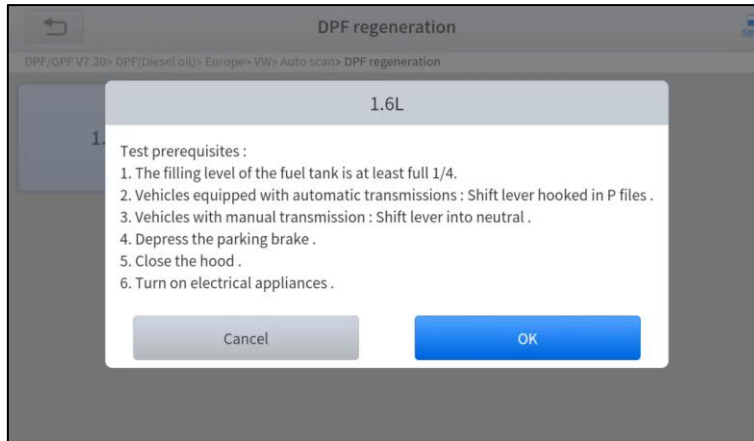 DPF regeneration
DPF/GPF V7.20> DPF(Diesel oil)> Europe> VW> Auto scan> DPF regeneration
1.6L
1.
Test prerequisites :
1. The filling level of the fuel tank is at least full 1/4.
2. Vehicles equipped with automatic transmissions : Shift lever hooked in P files .
3. Vehicles with manual transmission : Shift lever into neutral .
4. Depress the parking brake .
5. Close the hood .
6. Turn on electrical appliances .
Cancel
OK